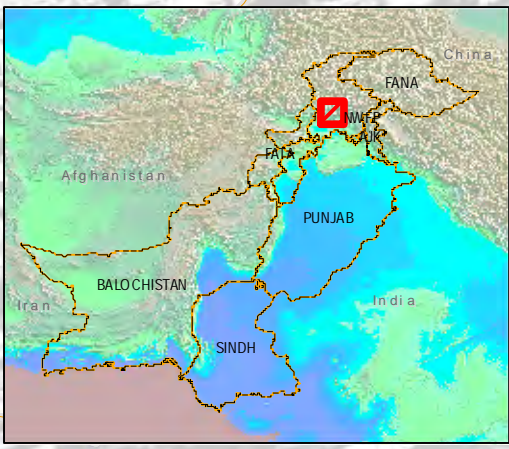 China
FANA
NWFP
AJK
FATA
Afghanistan
PUNJAB
BALOCHISTAN
Iran
India
SINDH